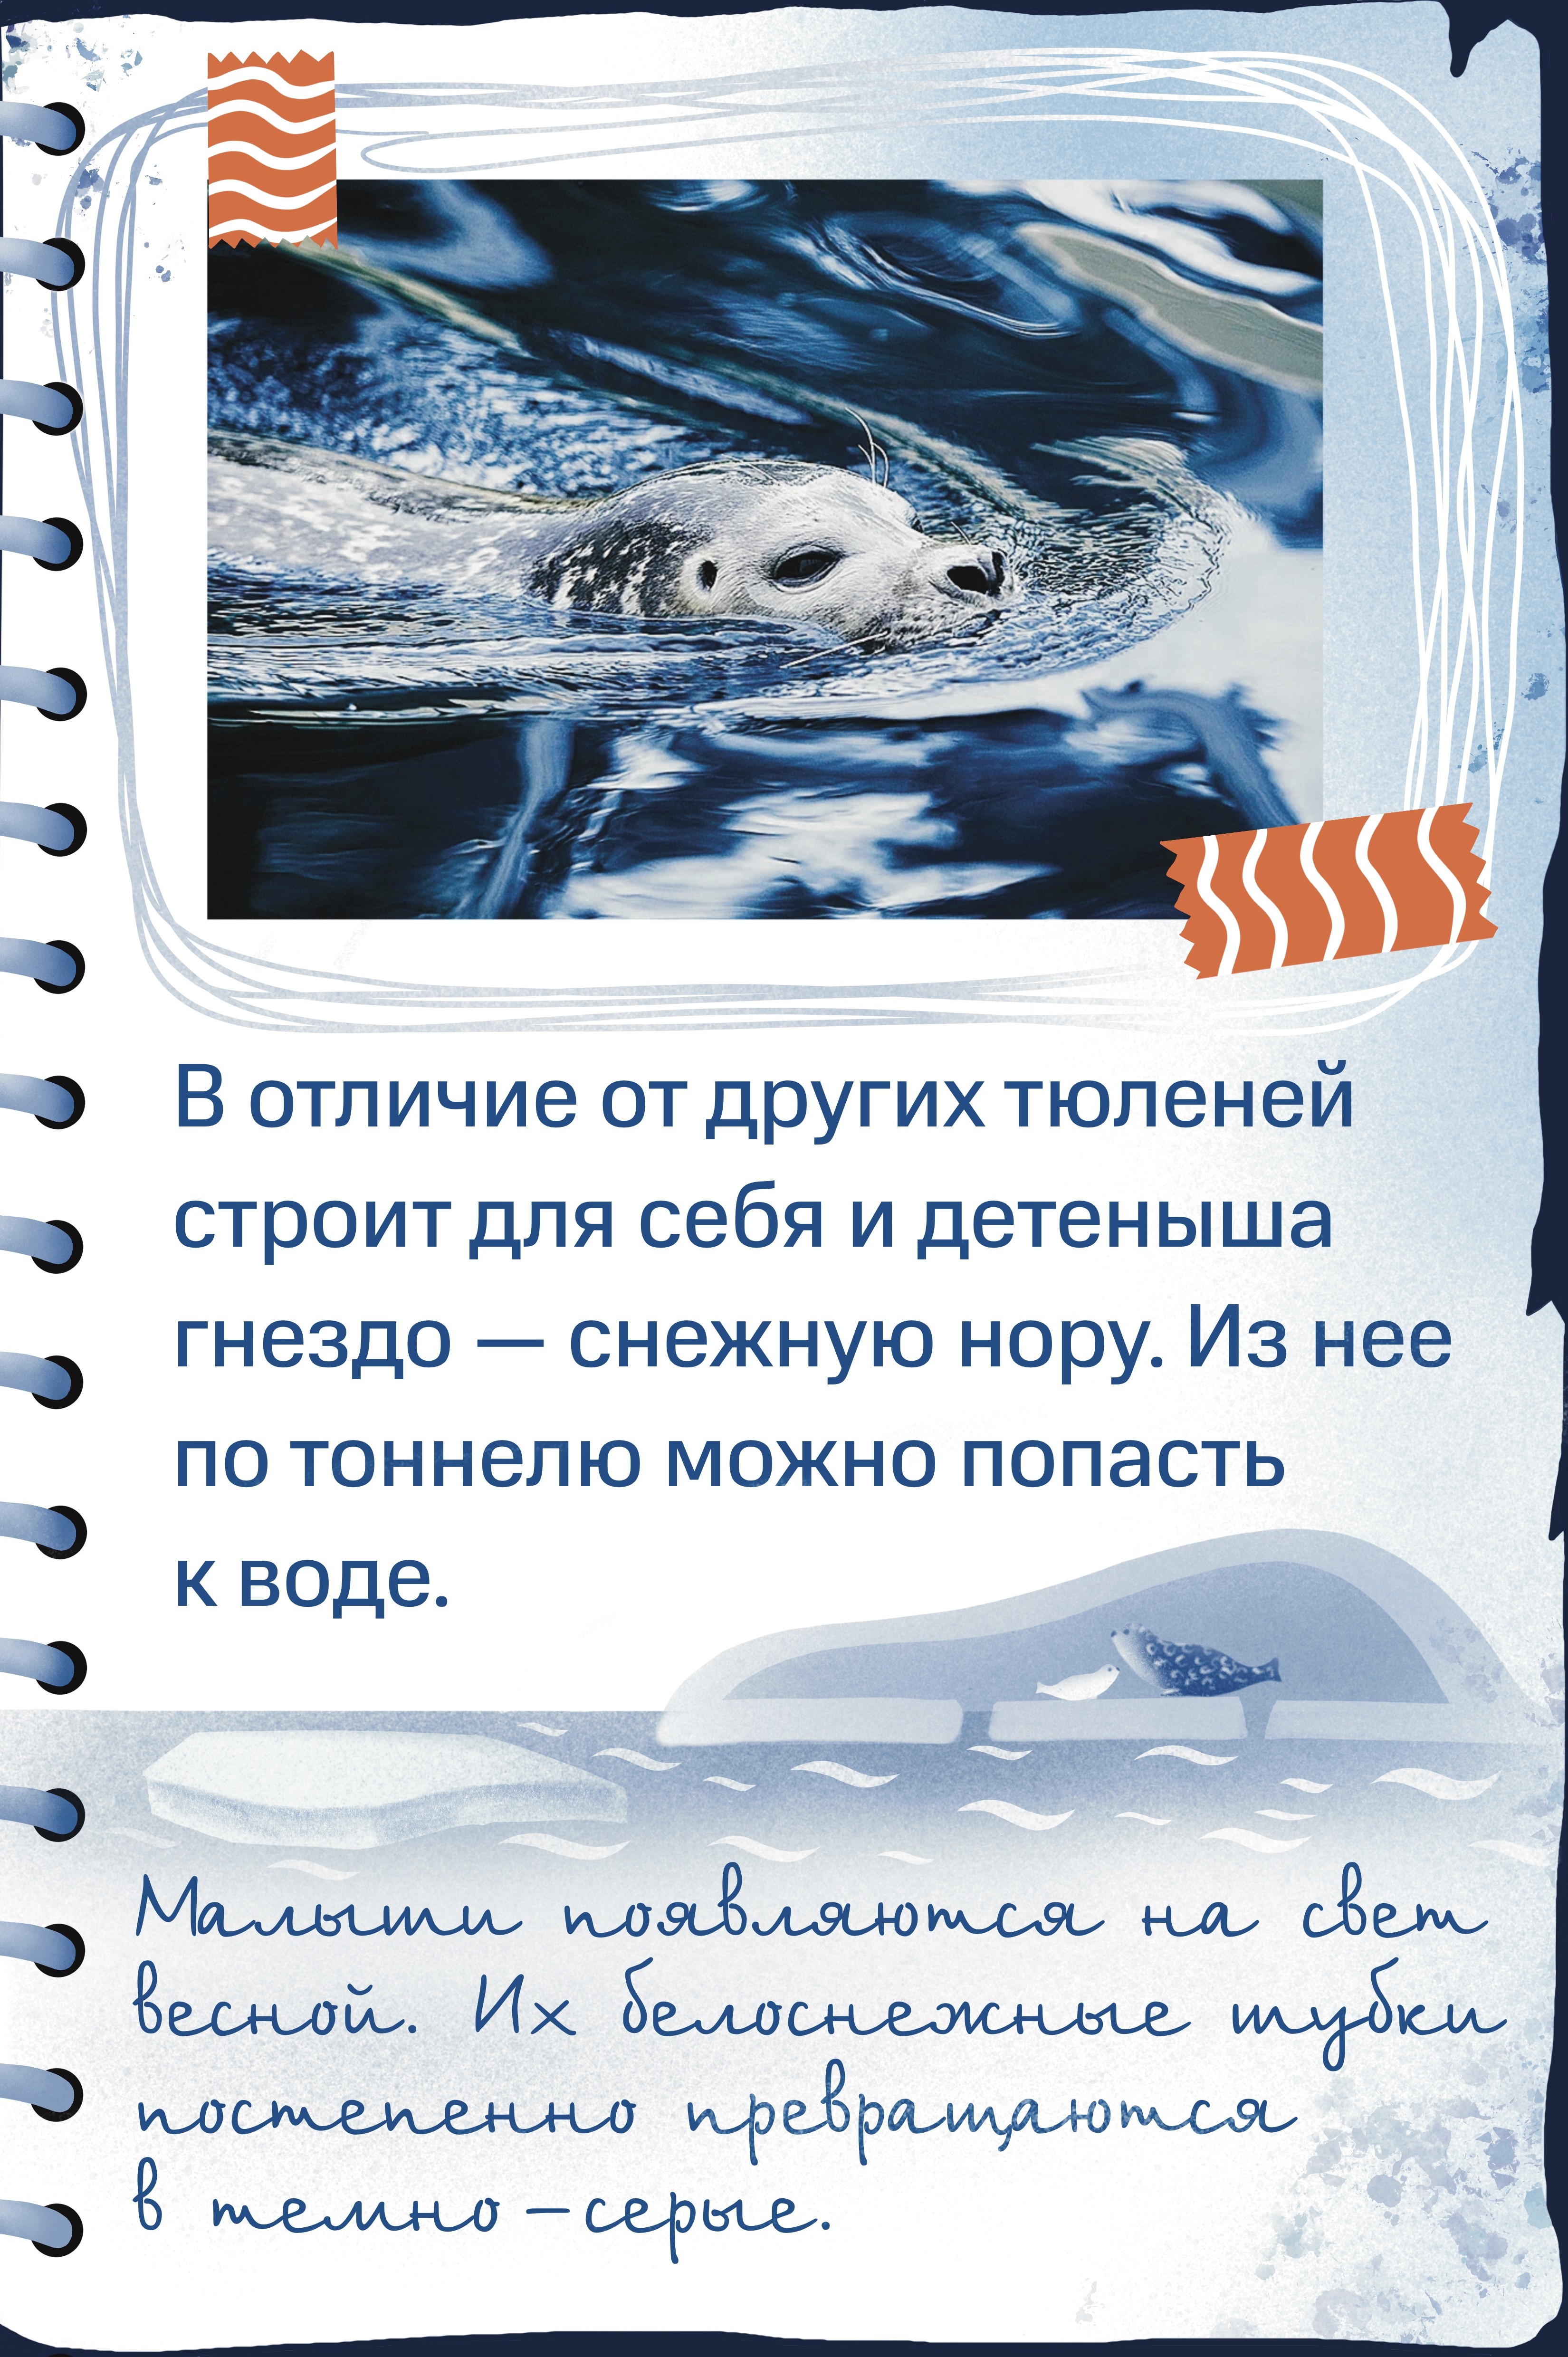 В отличие от других тюленей
строит для себя и детеныша
гнездо — снежную нору. Из нее
по тоннелю можно попасть
к воде.
Малыши появляются на свет
весной. Их белоснежные шубки
постепенно превращаются
в темно-серые.